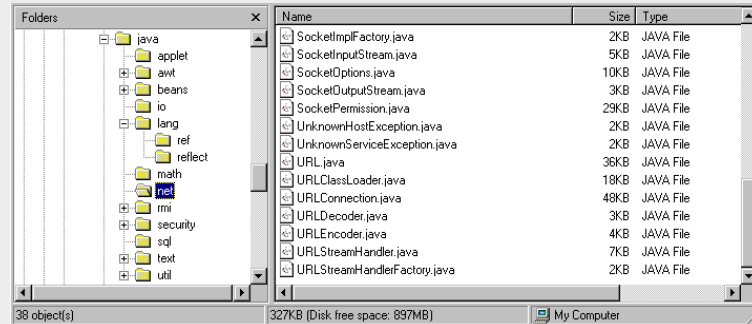 Folders
java
applet
awt
beans
io
lang
ref
reflect
math
net
rmi
security
sql
text
util
Name Size Type
SocketImplFactory.java 2KB JAVA File
SocketInputStream.java 5KB JAVA File
SocketOptions.java 10KB JAVA File
SocketOutputStream.java 3KB JAVA File
SocketPermission.java 29KB JAVA File
UnknownHostException.java 2KB JAVA File
UnknownServiceException.java 2KB JAVA File
URL.java 36KB JAVA File
URLClassLoader.java 18KB JAVA File
URLConnection.java 48KB JAVA File
URLDecoder.java 3KB JAVA File
URLEncoder.java 4KB JAVA File
URLStreamHandler.java 7KB JAVA File
URLStreamHandlerFactory.java 2KB JAVA File
38 object(s) 327KB (Disk free space: 897MB) My Computer